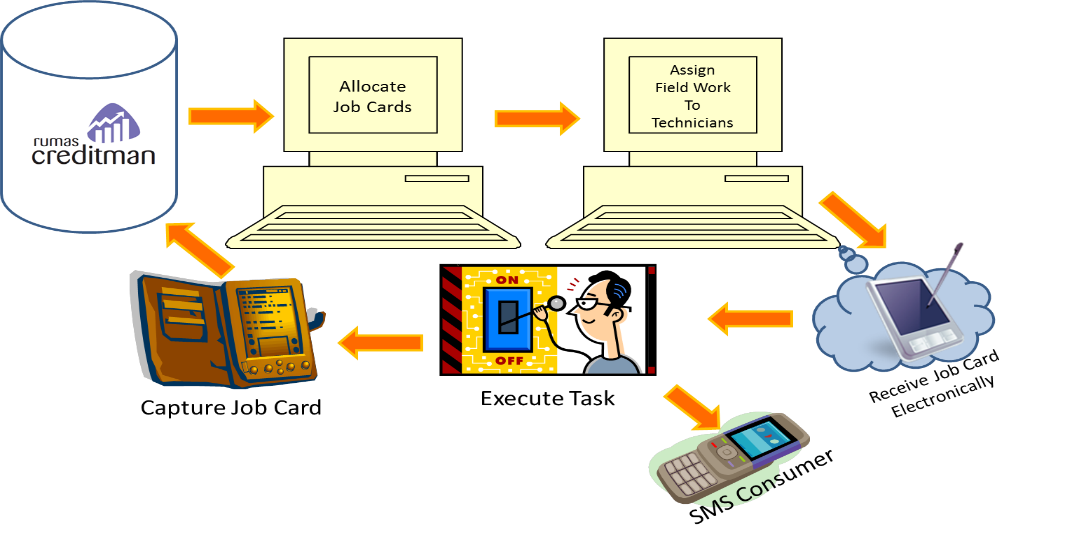 rumas
creditman
Allocate
Job Cards
Assign
Field Work
To
Technicians
Receive Job Card
Electronically
ON
OFF
Execute Task
Capture Job Card
SMS Consumer